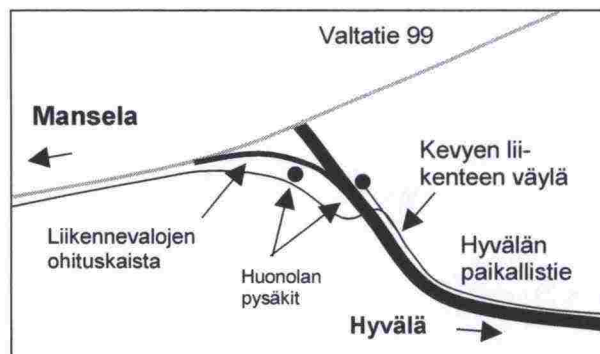 Valtatie 99
Mansela
Kevyen lii-
kenteen väylä
Liikennevalojen
ohituskaista
Huonolan
pysäkit
Hyvälän
paikallistie
Hyvälä